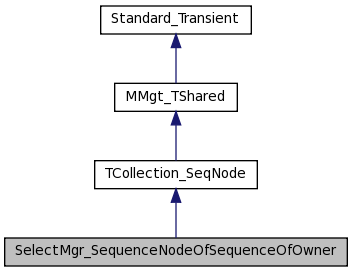 Standard_Transient
MMgt_TShared
TCollection_SeqNode
SelectMgr_SequenceNodeOfSequenceOfOwner